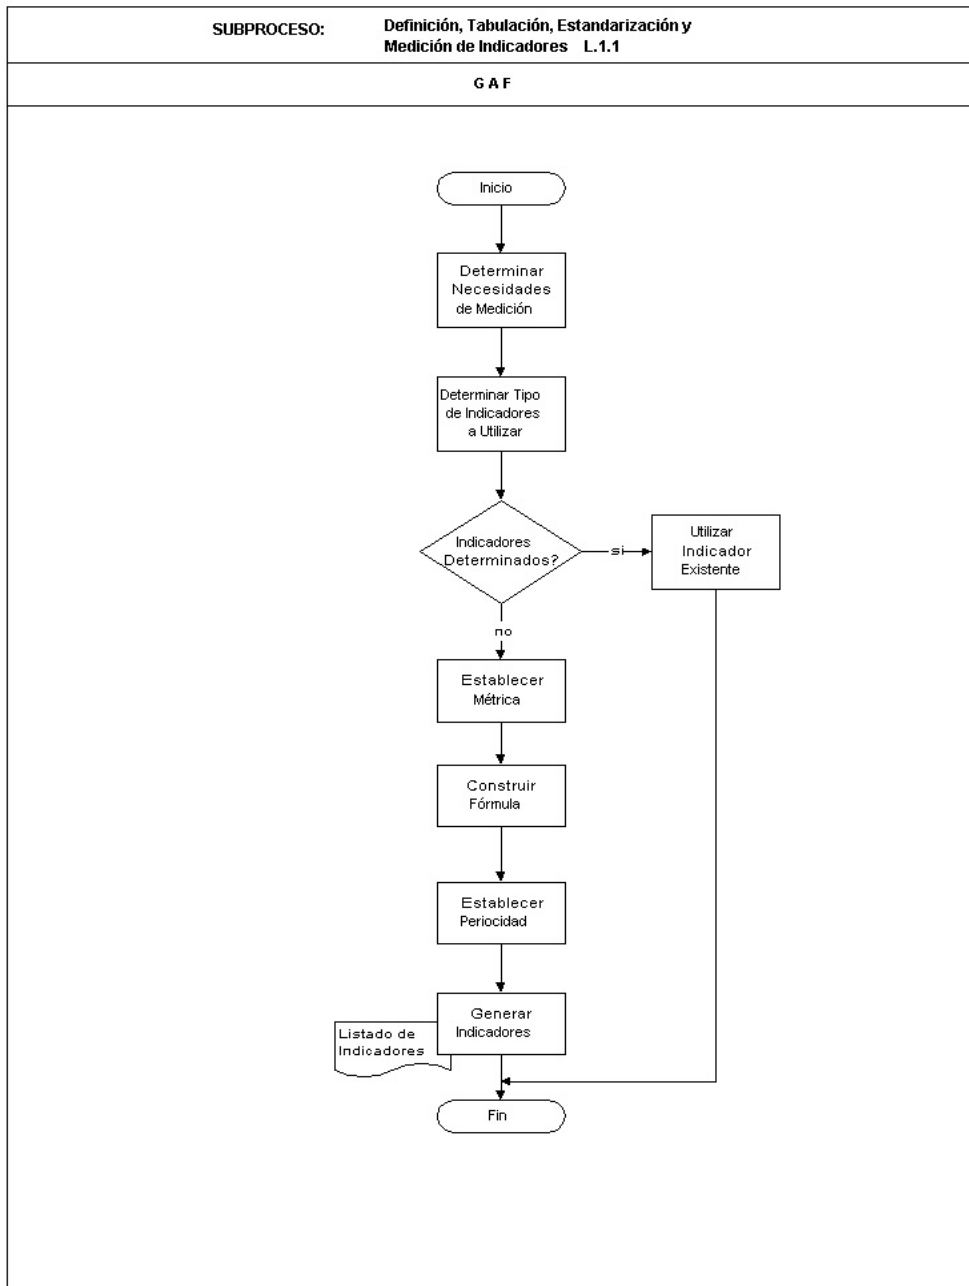 SUBPROCESO: Definición, Tabulación, Estandarización y
Medición de Indicadores L.1.1
G A F
Inicio
Determinar
Necesidades
de Medición
Determinar Tipo
de Indicadores
a Utilizar
Indicadores
Determinados?
si
Utilizar
Indicador
Existente
no
Establecer
Métrica
Construir
Fórmula
Establecer
Periocidad
Generar
Indicadores
Listado de
Indicadores
Fin